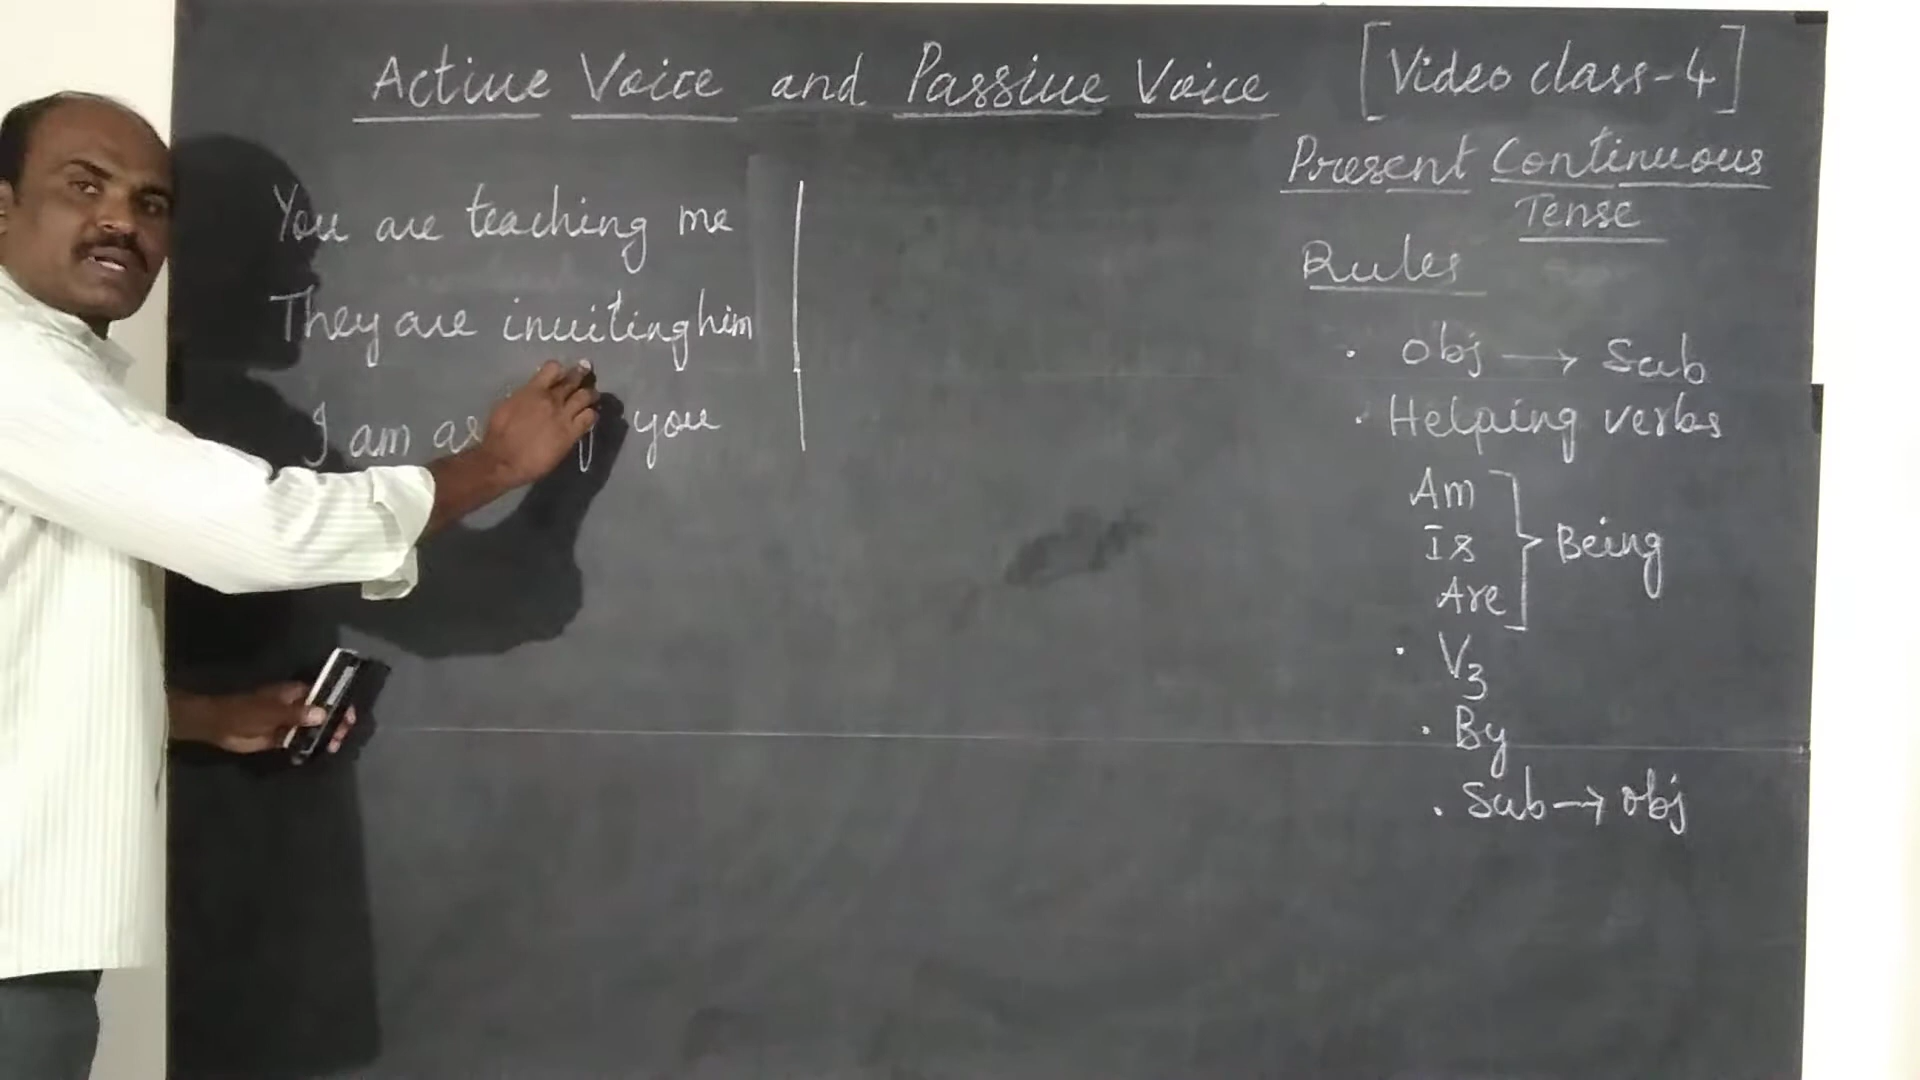 Active Voice and Passive Voice
[Video class-4]
Present Continuous
Tense
You are teaching me
They are inviting him
I am you
Rules
. Obj → Sub
. Helping verbs
Am
Is
Are
Being
. V3
. By
. Sub → Obj